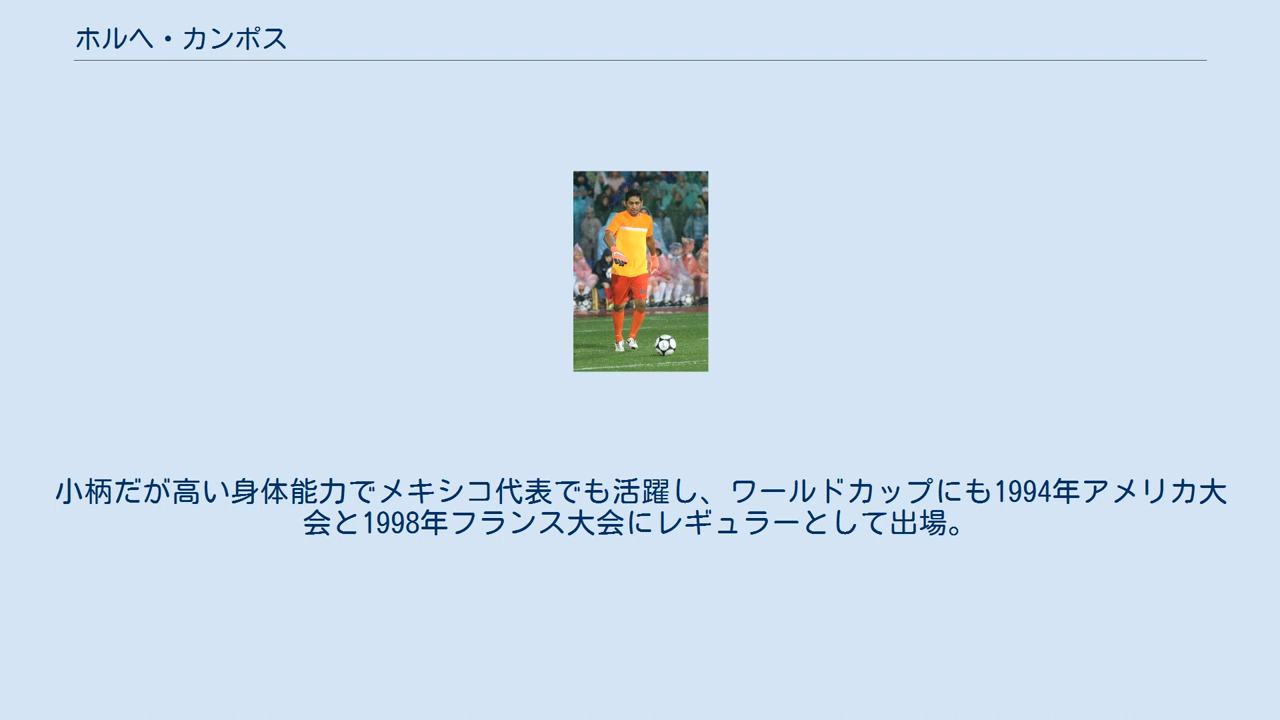 ホルヘ・カンポス
小柄だが高い身体能力でメキシコ代表でも活躍し、ワールドカップにも1994年アメリカ大
会と1998年フランス大会にレギュラーとして出場。